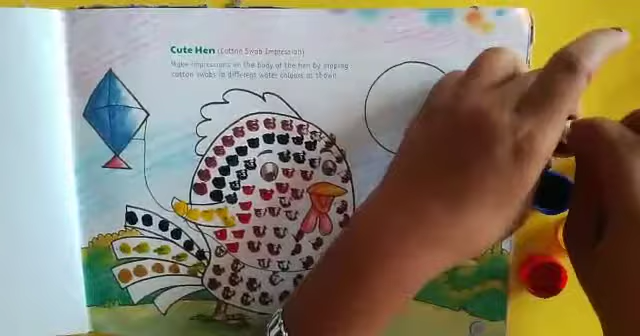 Cute Hen (Cotton Swab Impression)
Make impressions on the body of the hen by dipping
cotton swabs in different water colours as shown.